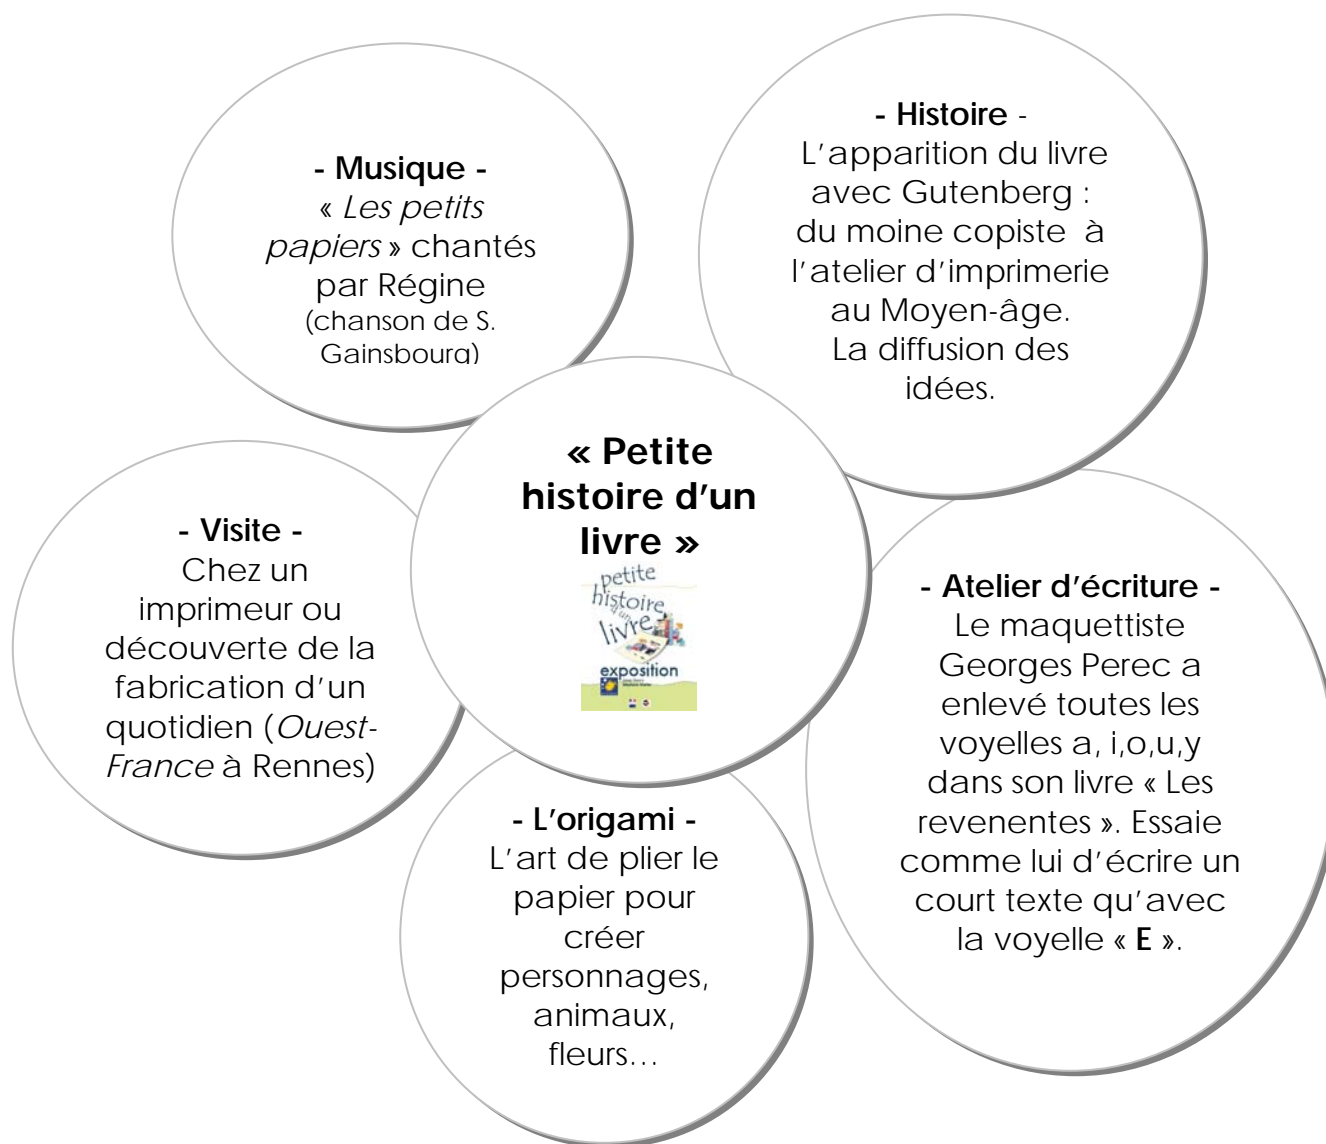 - Musique -
« Les petits
papiers » chantés
par Régine
(chanson de S.
Gainsbourg)
- Histoire -
L’apparition du livre
avec Gutenberg :
du moine copiste à
l’atelier d’imprimerie
au Moyen-âge.
La diffusion des
idées.
« Petite
histoire d’un
livre »
petite
histoire
d'un
livre
exposition
- Visite -
Chez un
imprimeur ou
découverte de la
fabrication d’un
quotidien (Ouest-
France à Rennes)
- Atelier d’écriture -
Le maquettiste
Georges Perec a
enlevé toutes les
voyelles a, i,o,u,y
dans son livre « Les
revenentes ». Essaie
comme lui d’écrire un
court texte qu’avec
la voyelle « E ».
- L’origami -
L’art de plier le
papier pour
créer
personnages,
animaux,
fleurs…